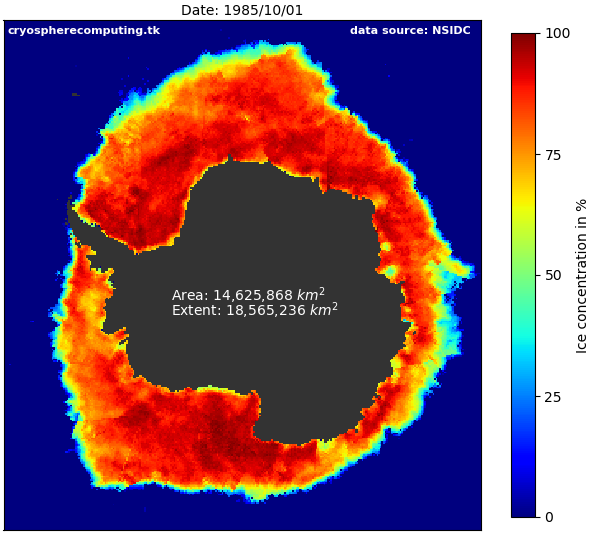 Date: 1985/10/01
cryospherecomputing.tk
data source: NSIDC
Area: 14,625,868 km²
Extent: 18,565,236 km²
100
75
50
25
0
Ice concentration in %